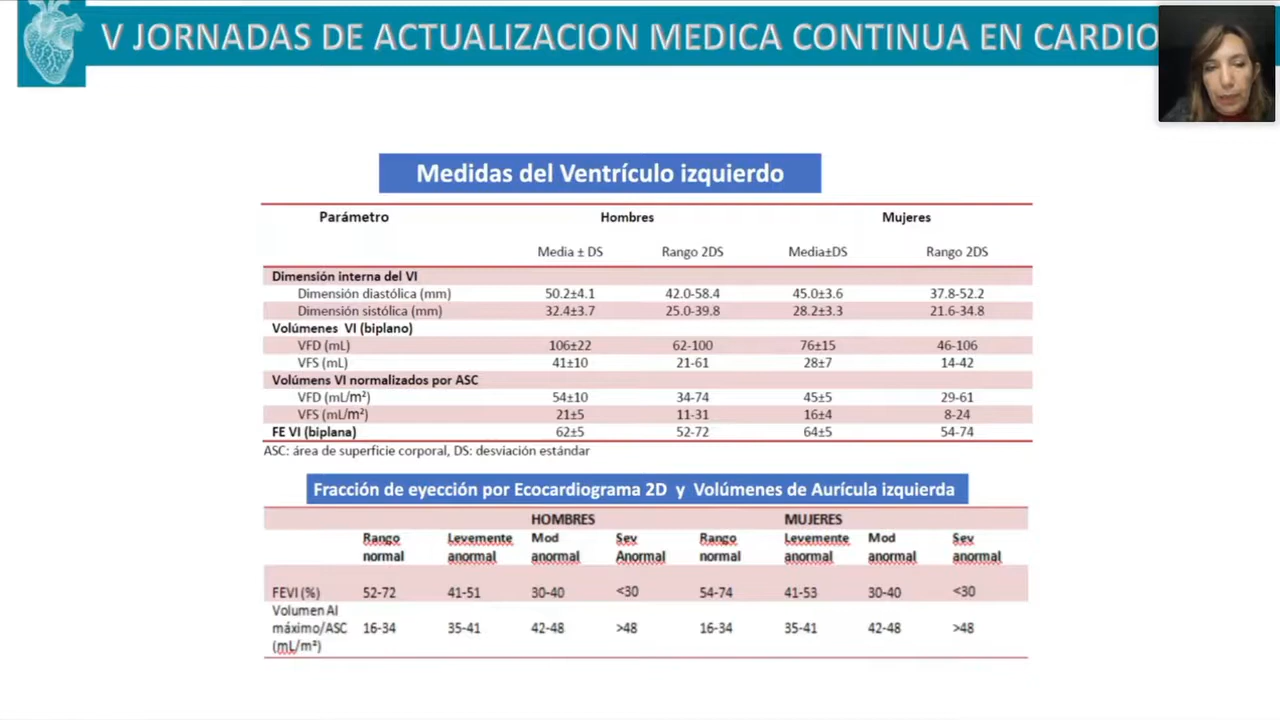 V JORNADAS DE ACTUALIZACION MEDICA CONTINUA EN CARDIO
Medidas del Ventrículo izquierdo
Parámetro Hombres Mujeres
Media ± DS Rango 2DS Media±DS Rango 2DS
Dimensión interna del VI
Dimensión diastólica (mm) 50.2±4.1 42.0-58.4 45.0±3.6 37.8-52.2
Dimensión sistólica (mm) 32.4±3.7 25.0-39.8 28.2±3.3 21.6-34.8
Volúmenes VI (biplano)
VFD (mL) 106±22 62-100 76±15 46-106
VFS (mL) 41±10 21-61 28±7 14-42
Volúmens VI normalizados por ASC
VFD (mL/m²) 54±10 34-74 45±5 29-61
VFS (mL/m²) 21±5 11-31 16±4 8-24
FE VI (biplana) 62±5 52-72 64±5 54-74
ASC: área de superficie corporal, DS: desviación estándar
Fracción de eyección por Ecocardiograma 2D y Volúmenes de Aurícula izquierda
HOMBRES MUJERES
Rango Levemente Mod Sev Rango Levemente Mod Sev
normal anormal anormal Anormal normal anormal anormal anormal
FEVI (%) 52-72 41-51 30-40 <30 54-74 41-53 30-40 <30
Volumen AI
máximo/ASC 16-34 35-41 42-48 >48 16-34 35-41 42-48 >48
(mL/m²)